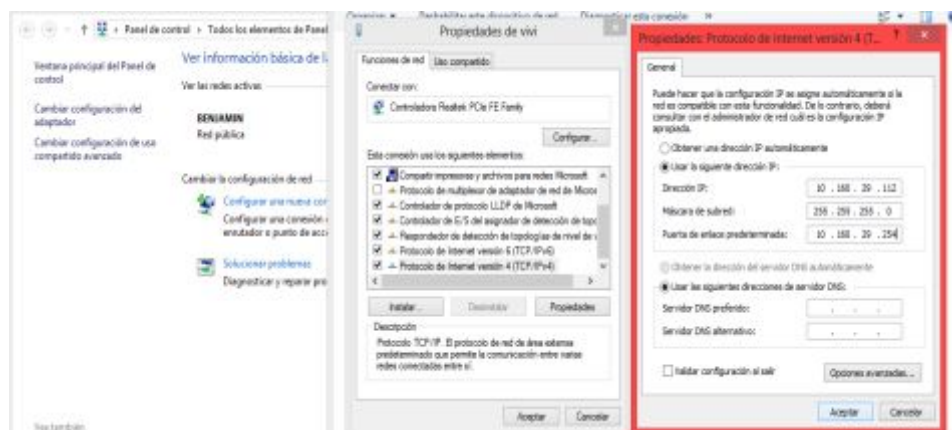 Panel de control › Todos los elementos de Panel
Ventana principal del Panel de
control
Cambiar configuración del
adaptador
Cambiar configuración de uso
compartido avanzado
Ver información básica de l
Ver las redes activas
BENJAMIN
Red pública
Cambiar la configuración de red
Configurar una nueva con
Configurar una conexión
enrutador o punto de acc
Solucionar problemas
Diagnosticar y reparar pro
Vea también
Propiedades de vivi
Funciones de red
Uso compartido
Conectar con:
Controladora Realtek PCIe FE Family
Configurar...
Esta conexión usa los siguientes elementos:
Compartir impresoras y archivos para redes Microsoft
Protocolo de multiplexor de adaptador de red de Micros
Controlador de protocolo LLDP de Microsoft
Controlador de E/S del asignador de detección de topo
Respondedor de detección de topologías de nivel de v
Protocolo de Internet versión 6 (TCP/IPv6)
Protocolo de Internet versión 4 (TCP/IPv4)
Instalar...
Desinstalar
Propiedades
Descripción
Protocolo TCP/IP. El protocolo de red de área extensa
predeterminado que permite la comunicación entre varias
redes conectadas entre sí.
Aceptar
Cancelar
Propiedades: Protocolo de Internet versión 4 (T...
General
Puede hacer que la configuración IP se asigne automáticamente si la
red es compatible con esta funcionalidad. De lo contrario, deberá
consultar con el administrador de red cuál es la configuración IP
apropiada.
Obtener una dirección IP automáticamente
Usar la siguiente dirección IP:
Dirección IP:
Máscara de subred: 255 . 255 . 255 . 0
Puerta de enlace predeterminada:
Obtener la dirección del servidor DNS automáticamente
Usar las siguientes direcciones de servidor DNS:
Servidor DNS preferido:
Servidor DNS alternativo:
Validar configuración al salir
Opciones avanzadas...
Aceptar
Cancelar